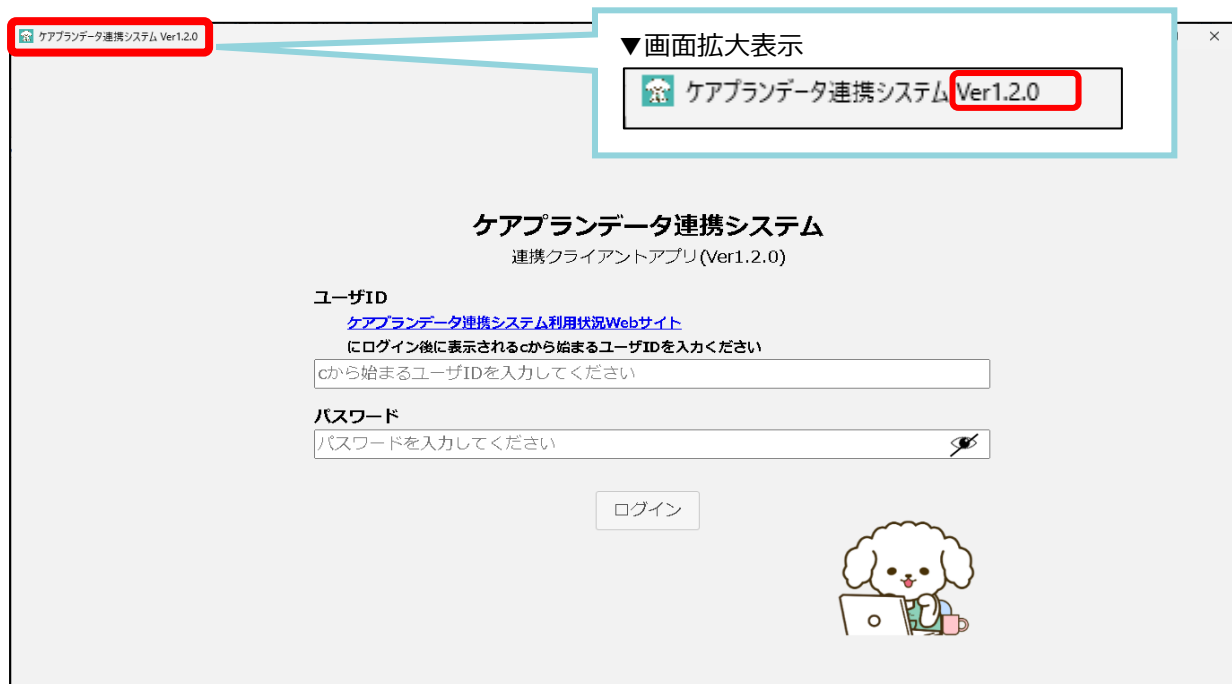 ケアプランデータ連携システム Ver1.2.0
▼画面拡大表示
ケアプランデータ連携システム Ver1.2.0
ケアプランデータ連携システム
連携クライアントアプリ(Ver1.2.0)
ユーザID
ケアプランデータ連携システム利用状況Webサイト
にログイン後に表示されるcから始まるユーザIDを入力ください
cから始まるユーザIDを入力してください
パスワード
パスワードを入力してください
ログイン